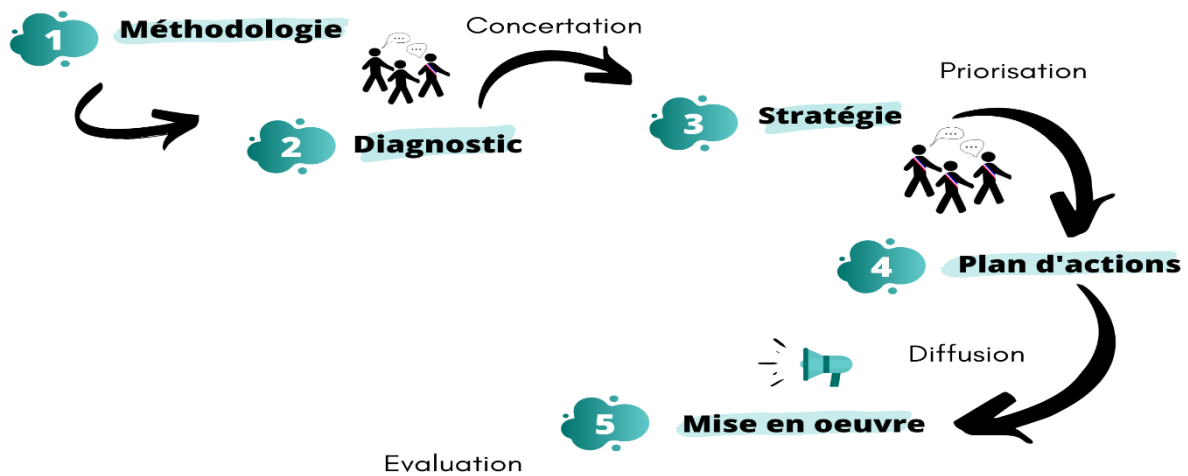 1 Méthodologie
Concertation
2 Diagnostic
3 Stratégie
Priorisation
4 Plan d'actions
Diffusion
5 Mise en oeuvre
Evaluation